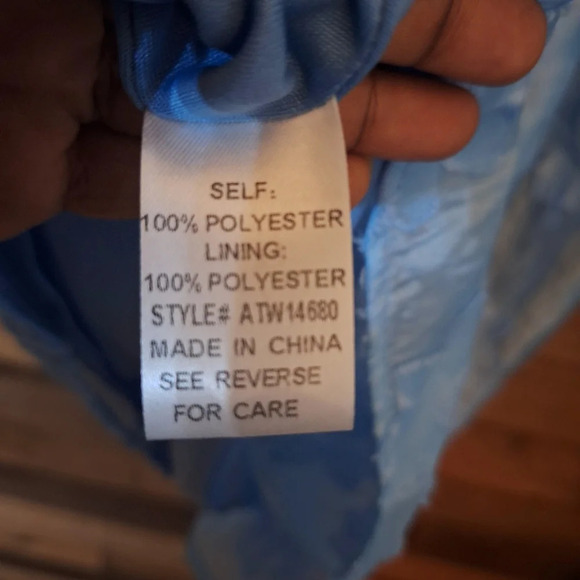 SELF:
100% POLYESTER
LINING:
100% POLYESTER
STYLE# ATW14680
MADE IN CHINA
SEE REVERSE
FOR CARE